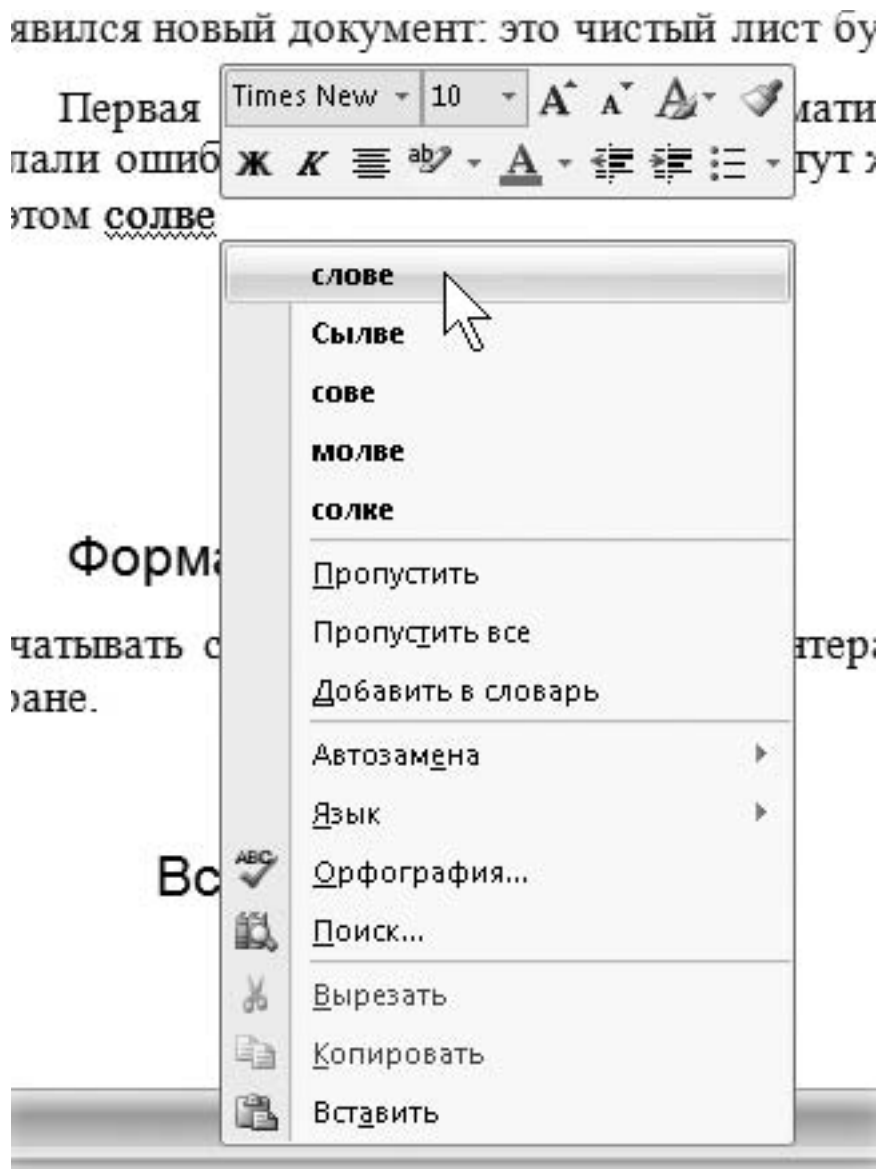 явился новый документ: это чистый лист бу
Первая
Times New 10
мати
лали ошиб
Ж К
тут ж
этом солве
слове
Сылве
сове
молве
солке
Форма
Пропустить
чатывать с
Пропустить все
нтера
ране.
Добавить в словарь
Автозамена
Язык
Вс
ABC
Орфография...
Поиск...
Вырезать
Копировать
Вставить